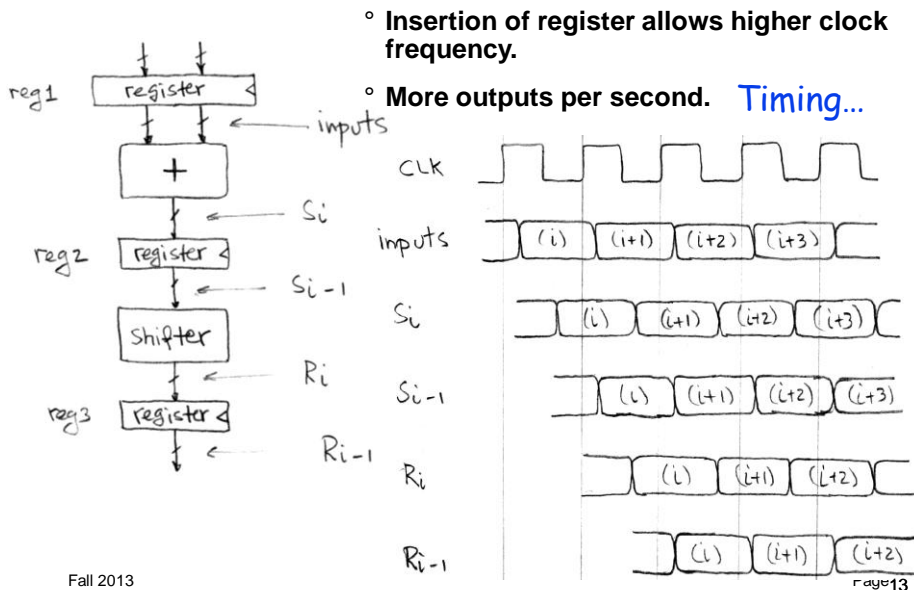 ° Insertion of register allows higher clock
frequency.
° More outputs per second. Timing...
reg1 register
inputs
+
Si
reg2 register
Si-1
Shifter
Ri
reg3 register
Ri-1
CLK
inputs (i) (i+1) (i+2) (i+3)
Si (i) (i+1) (i+2) (i+3)
Si-1 (i) (i+1) (i+2) (i+3)
Ri (i) (i+1) (i+2)
Ri-1 (i) (i+1) (i+2)
Fall 2013
Page13